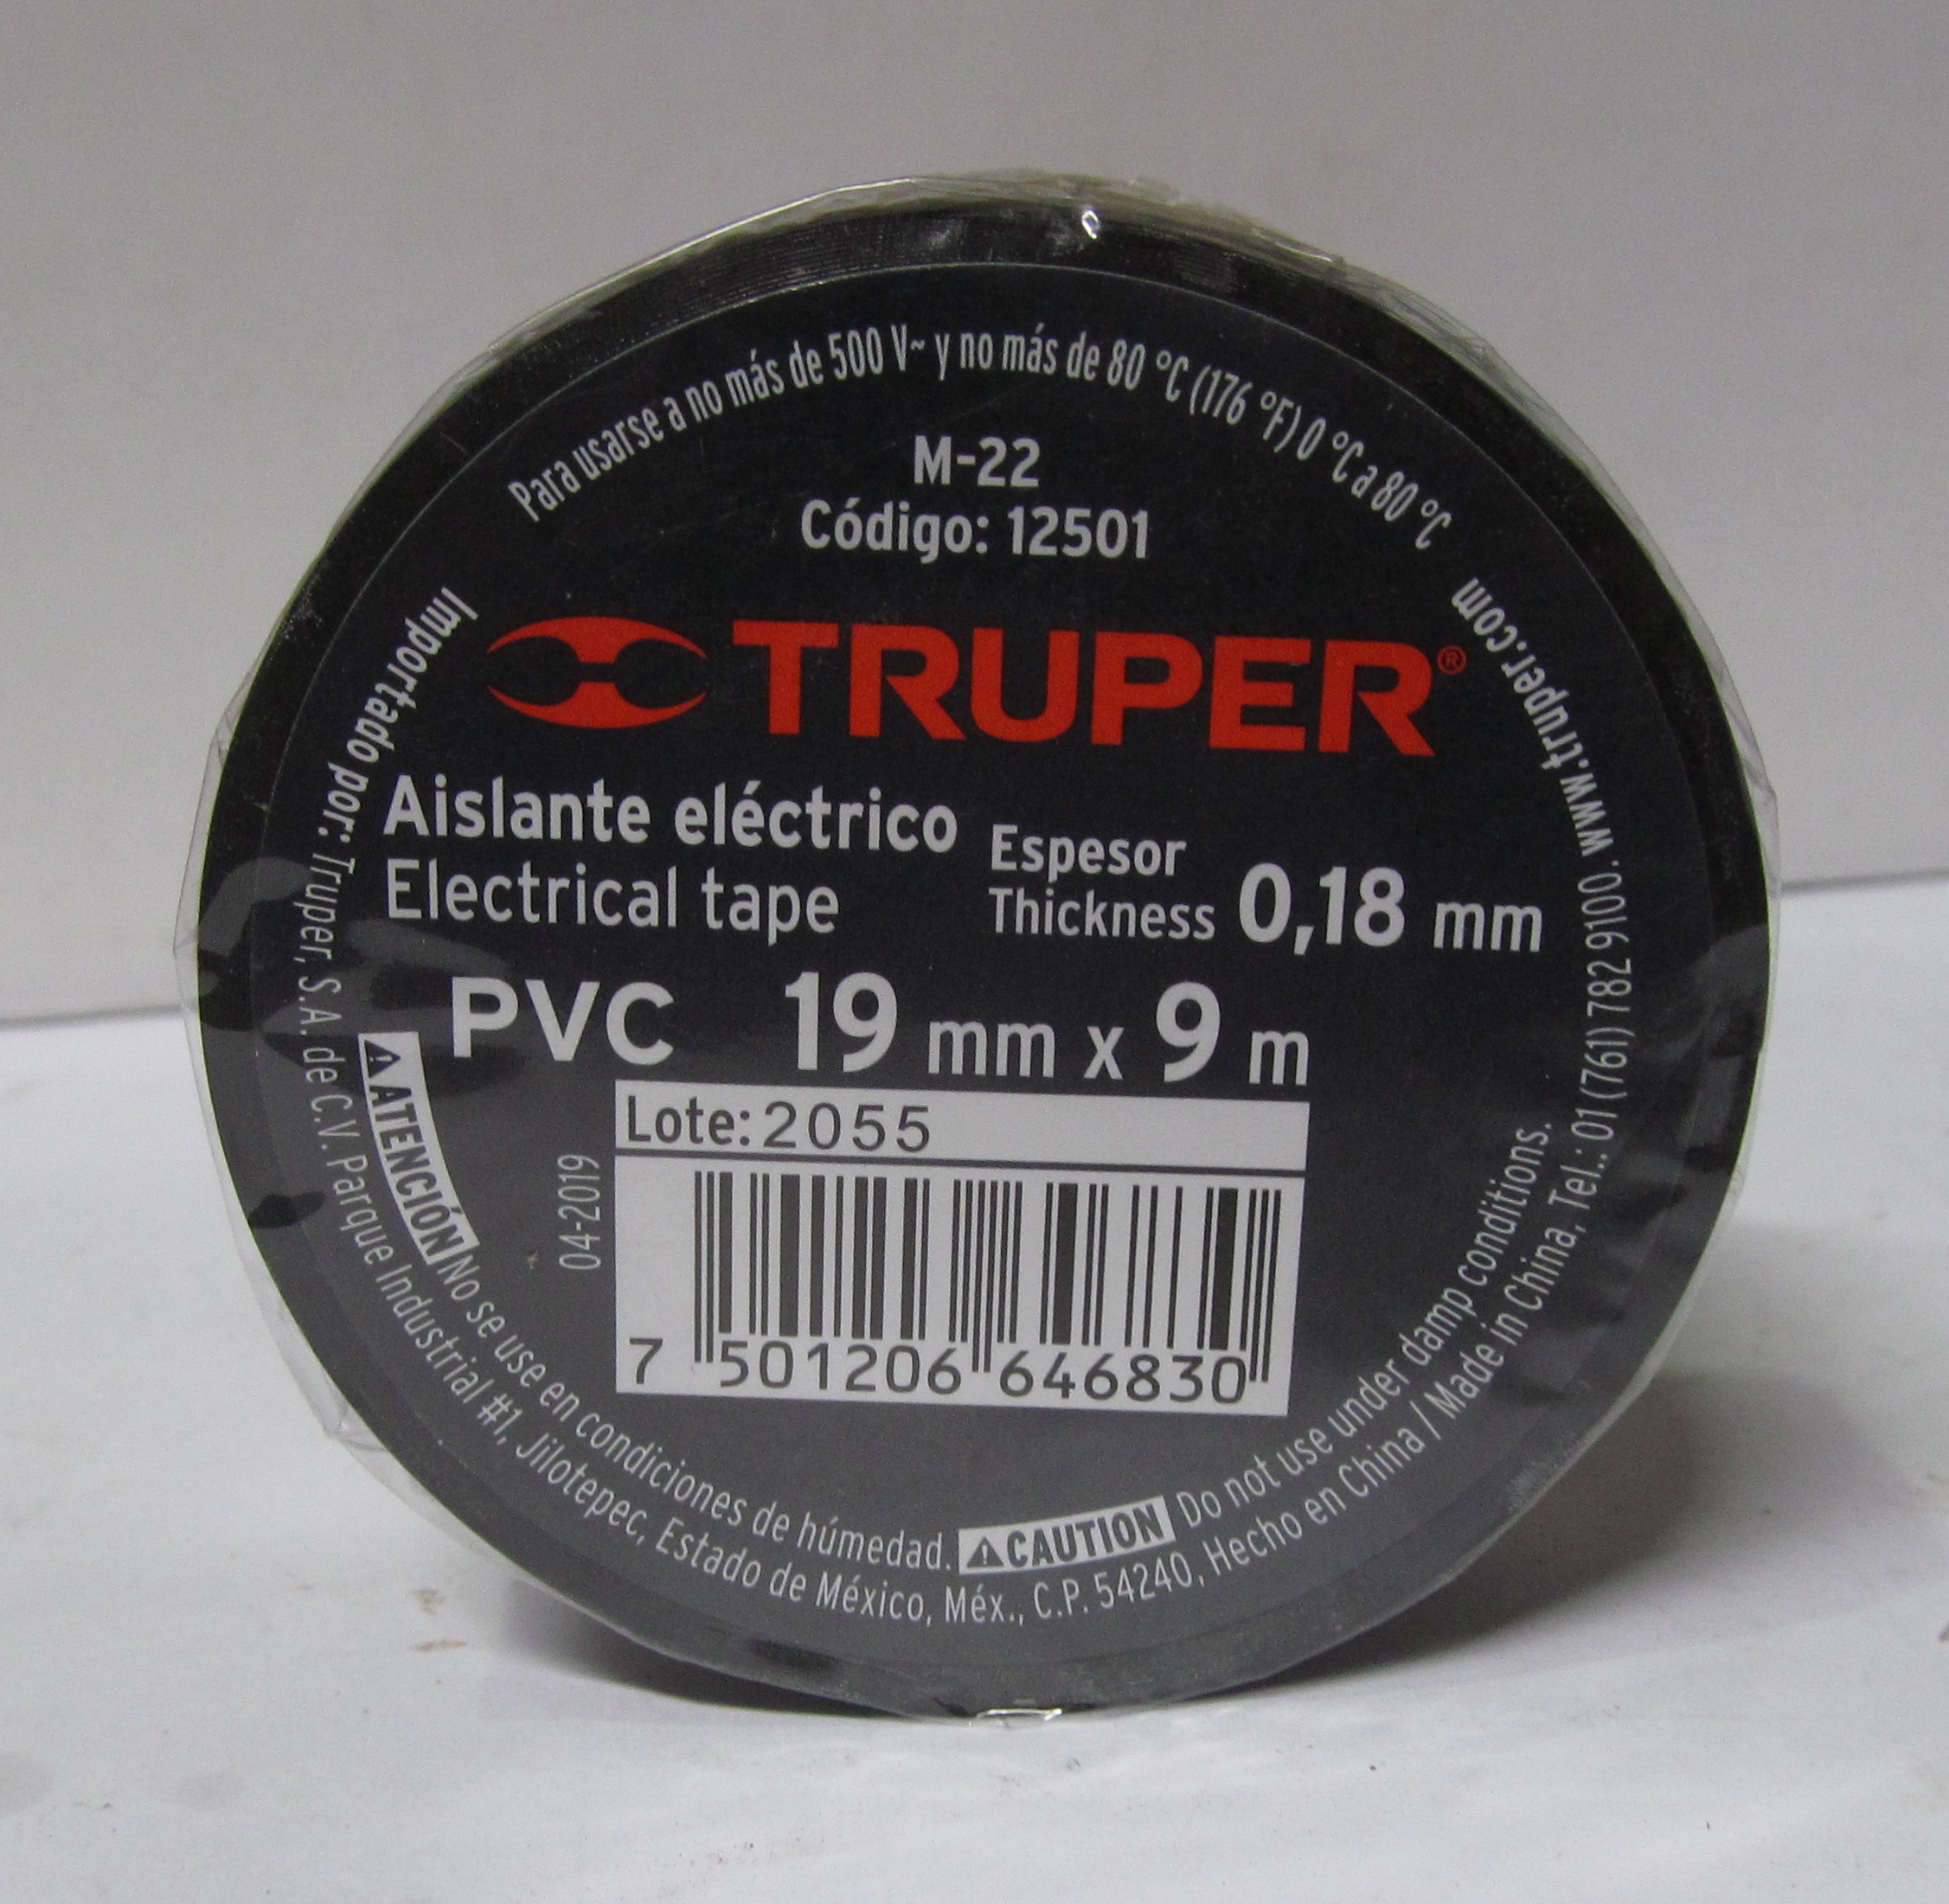 Para usarse a no más de 500 V~ y no más de 80 °C (176 °F) 0 °C a 80 °C
M-22
Código: 12501
TRUPER®
Aislante eléctrico
Electrical tape
Espesor
Thickness 0,18 mm
PVC 19 mm x 9 m
Lote: 2055
04-2019
7 501206 646830
⚠ATENCIÓN No se use en condiciones de húmedad. ⚠CAUTION Do not use under damp conditions.
Importado por: Truper, S.A. de C.V. Parque Industrial #1, Jilotepec, Estado de México, Méx., C.P. 54240, Hecho en China / Made in China, Tel.: 01 (761) 782 9100. www.truper.com